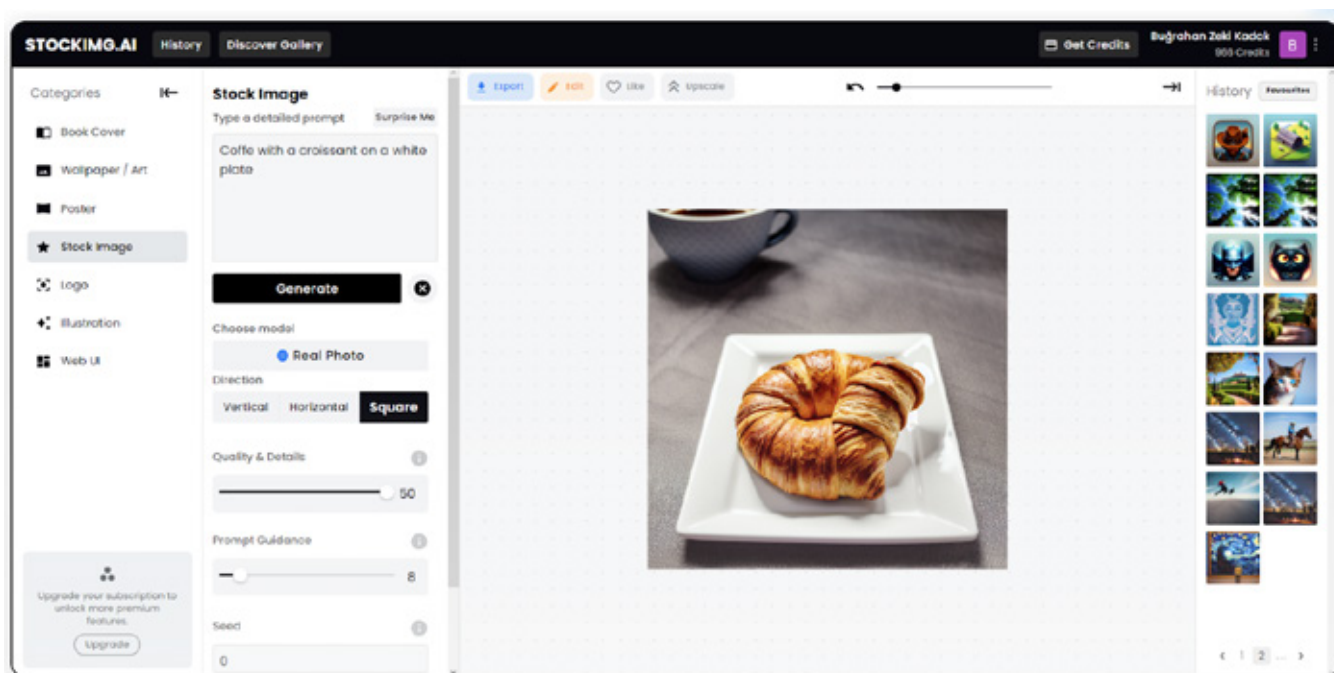 STOCKIMG.AI
History
Discover Gallery
Get Credits
Buğrahan Zeki Kadck
Credits
B
Categories
Book Cover
Wallpaper / Art
Poster
Stock Image
Logo
Illustration
Web UI
Upgrade your subscription to
unlock more premium
features.
Upgrade
Stock Image
Type a detailed prompt
Surprise Me
Coffe with a croissant on a white
plate
Generate
Choose model
Real Photo
Direction
Vertical
Horizontal
Square
Quality & Details
50
Prompt Guidance
8
Seed
0
Export
Edit
Like
Upscale
History
Favourites
‹ 1 2 ... ›